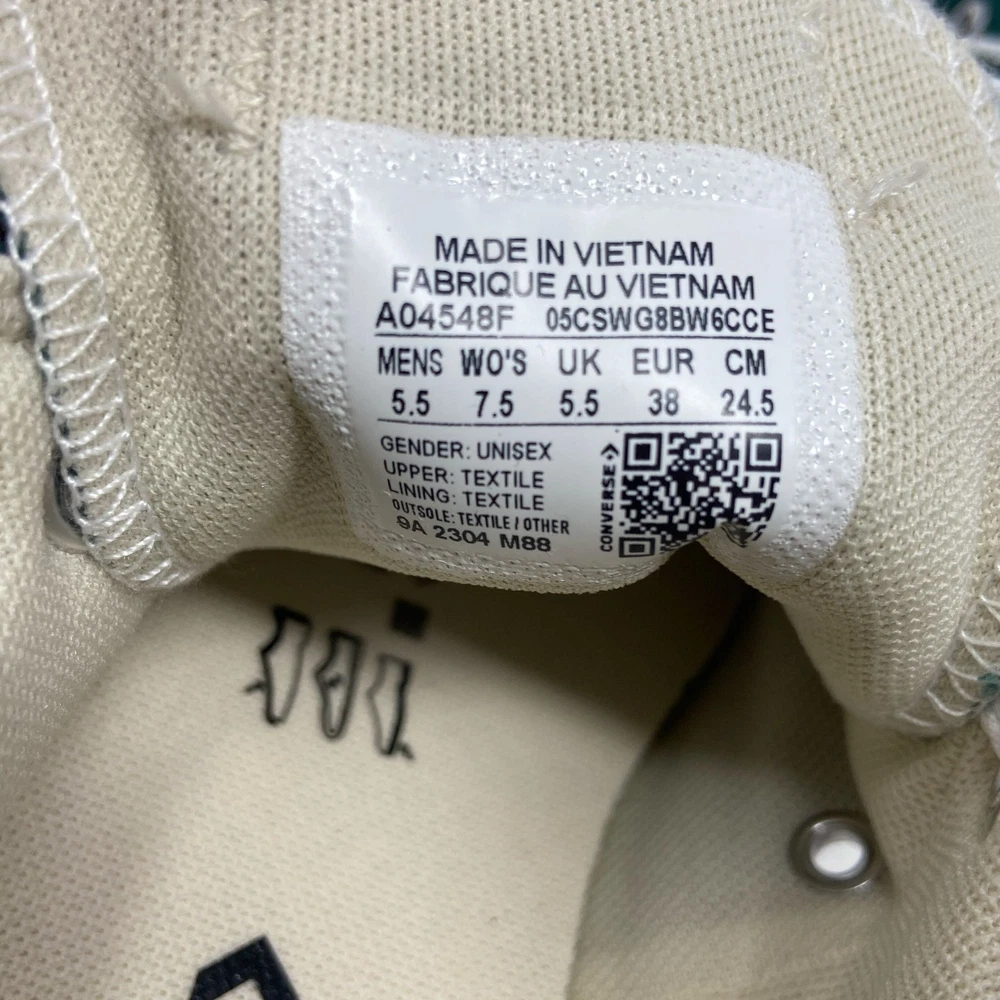 MADE IN VIETNAM
FABRIQUE AU VIETNAM
A04548F 05CSWG8BW6CCE
MENS WO'S UK EUR CM
5.5 7.5 5.5 38 24.5
GENDER: UNISEX
UPPER: TEXTILE
LINING: TEXTILE
OUTSOLE: TEXTILE / OTHER
9A 2304 M88
CONVERSE